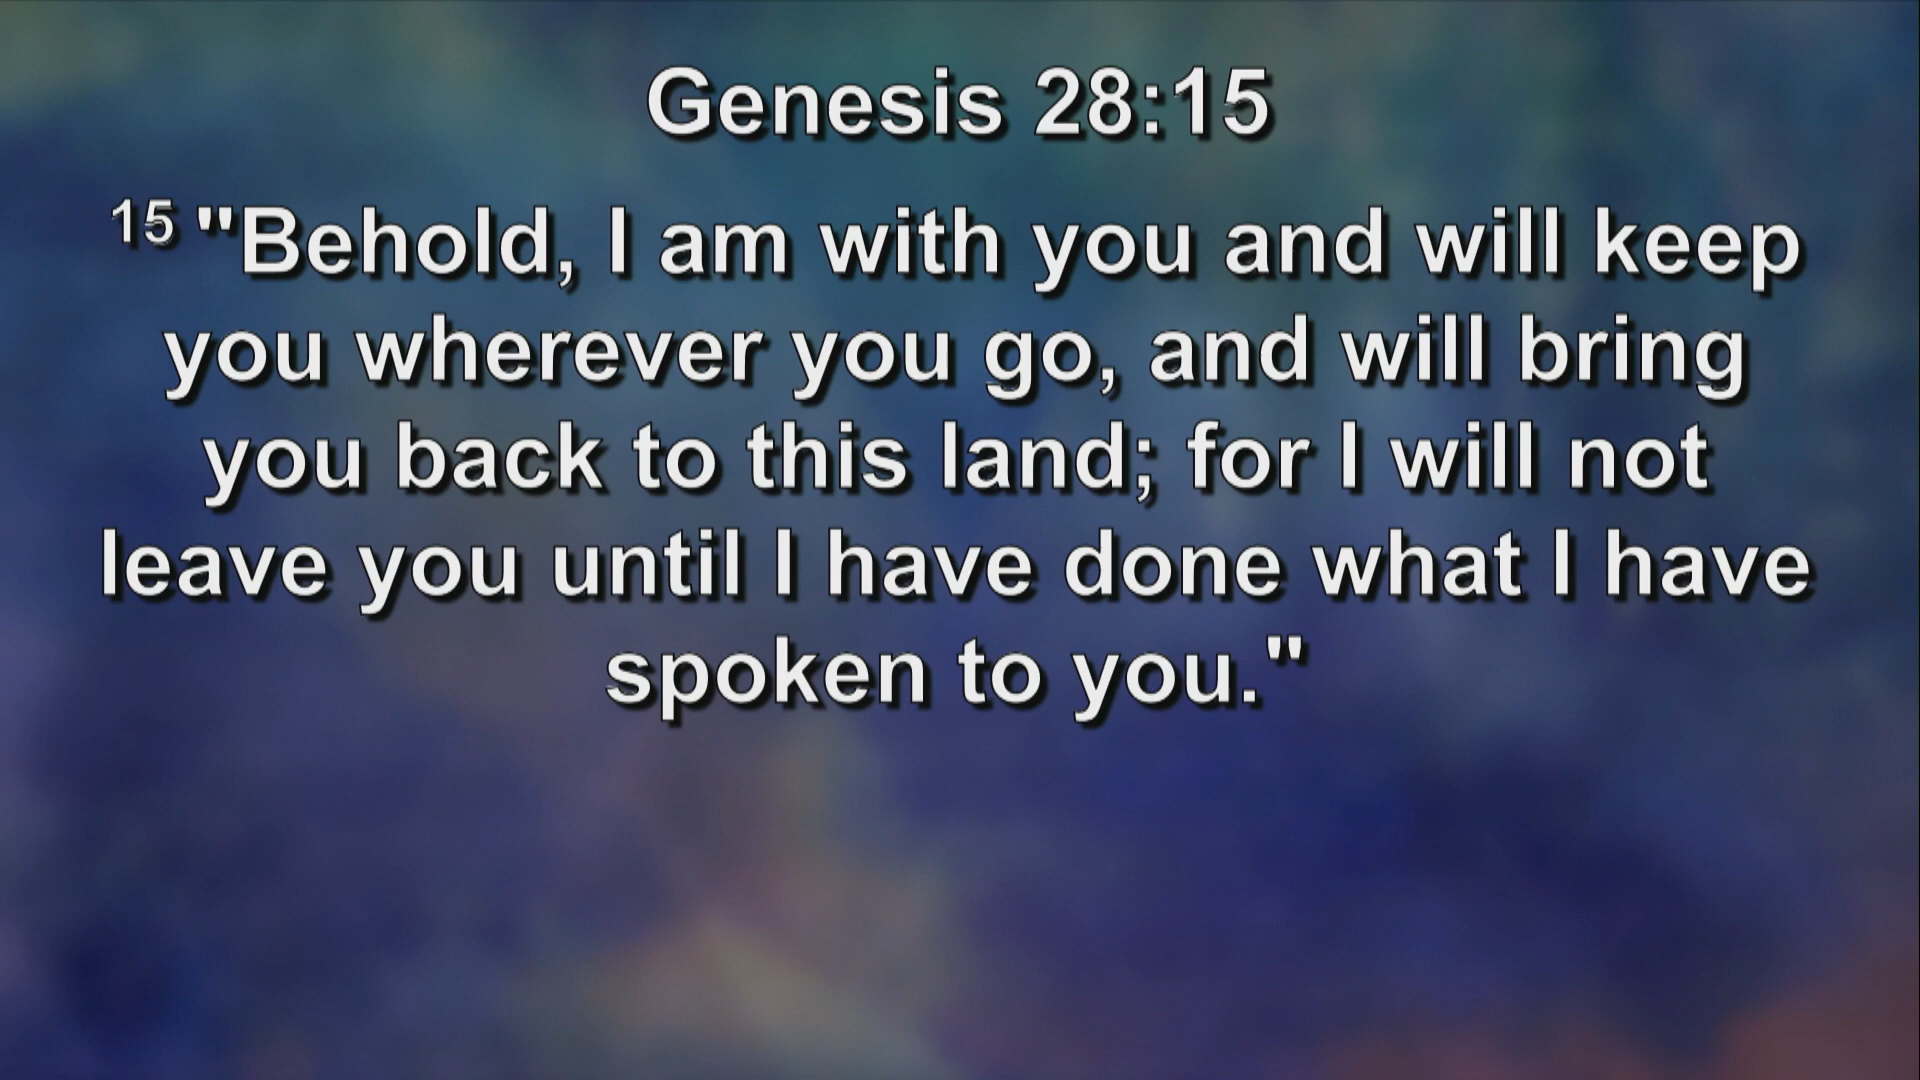 Genesis 28:15
15 "Behold, I am with you and will keep
you wherever you go, and will bring
you back to this land; for I will not
leave you until I have done what I have
spoken to you."